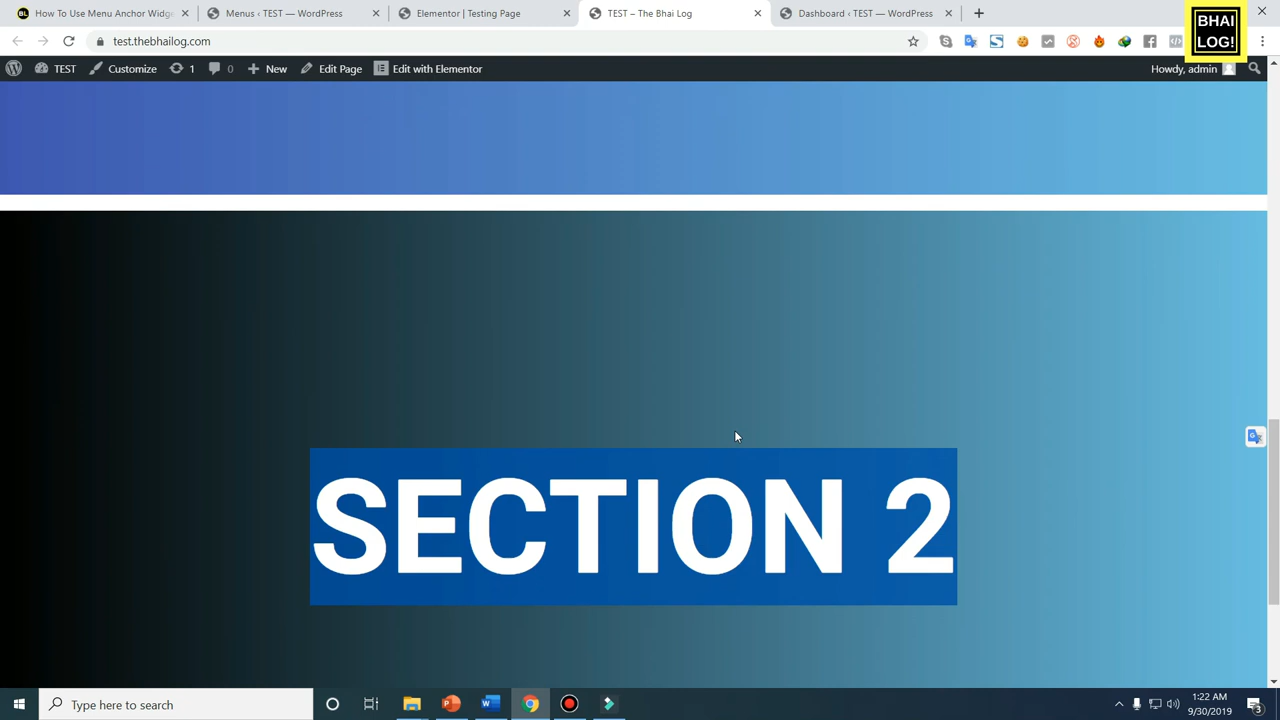 How To Use Menu Anchor Widge
Menus ‹ TEST — WordPress
Elementor | Testing Page
TEST – The Bhai Log
Dashboard ‹ TEST — WordPress
BHAI
LOG!
test.thebhailog.com
TEST
Customize
1
0
New
Edit Page
Edit with Elementor
Howdy, admin
SECTION 2
Type here to search
1:22 AM
9/30/2019
3